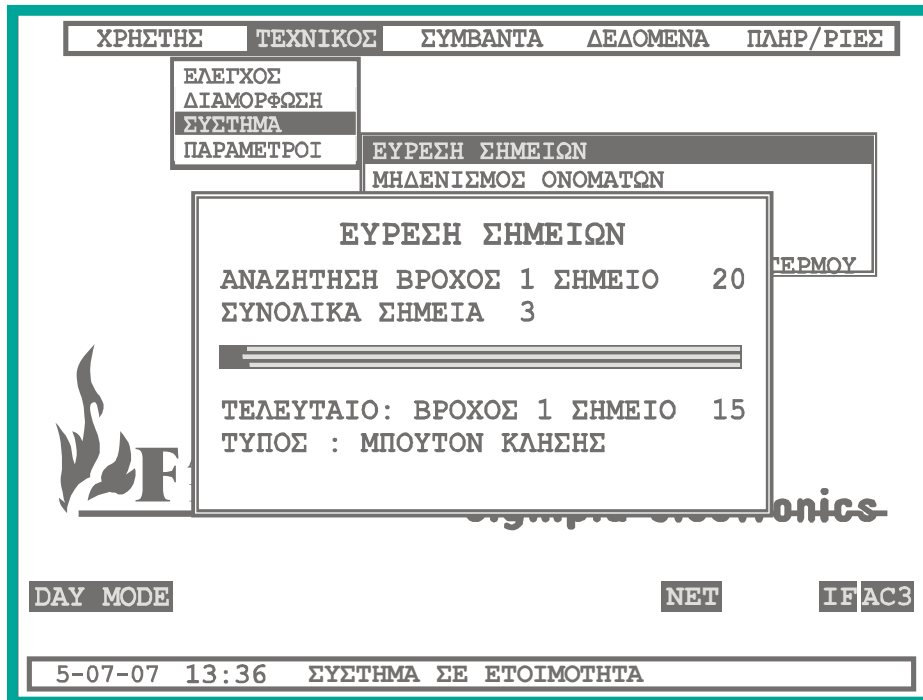 ΧΡΗΣΤΗΣ ΤΕΧΝΙΚΟΣ ΣΥΜΒΑΝΤΑ ΔΕΔΟΜΕΝΑ ΠΛΗΡ/ΡΙΕΣ
ΕΛΕΓΧΟΣ
ΔΙΑΜΟΡΦΩΣΗ
ΣΥΣΤΗΜΑ
ΠΑΡΑΜΕΤΡΟΙ
ΕΥΡΕΣΗ ΣΗΜΕΙΩΝ
ΜΗΔΕΝΙΣΜΟΣ ΟΝΟΜΑΤΩΝ
ΕΥΡΕΣΗ ΣΗΜΕΙΩΝ
ΑΝΑΖΗΤΗΣΗ ΒΡΟΧΟΣ 1 ΣΗΜΕΙΟ 20
ΣΥΝΟΛΙΚΑ ΣΗΜΕΙΑ 3
ΤΕΛΕΥΤΑΙΟ: ΒΡΟΧΟΣ 1 ΣΗΜΕΙΟ 15
ΤΥΠΟΣ : ΜΠΟΥΤΟΝ ΚΛΗΣΗΣ
DAY MODE NET IF AC3
5-07-07 13:36 ΣΥΣΤΗΜΑ ΣΕ ΕΤΟΙΜΟΤΗΤΑ